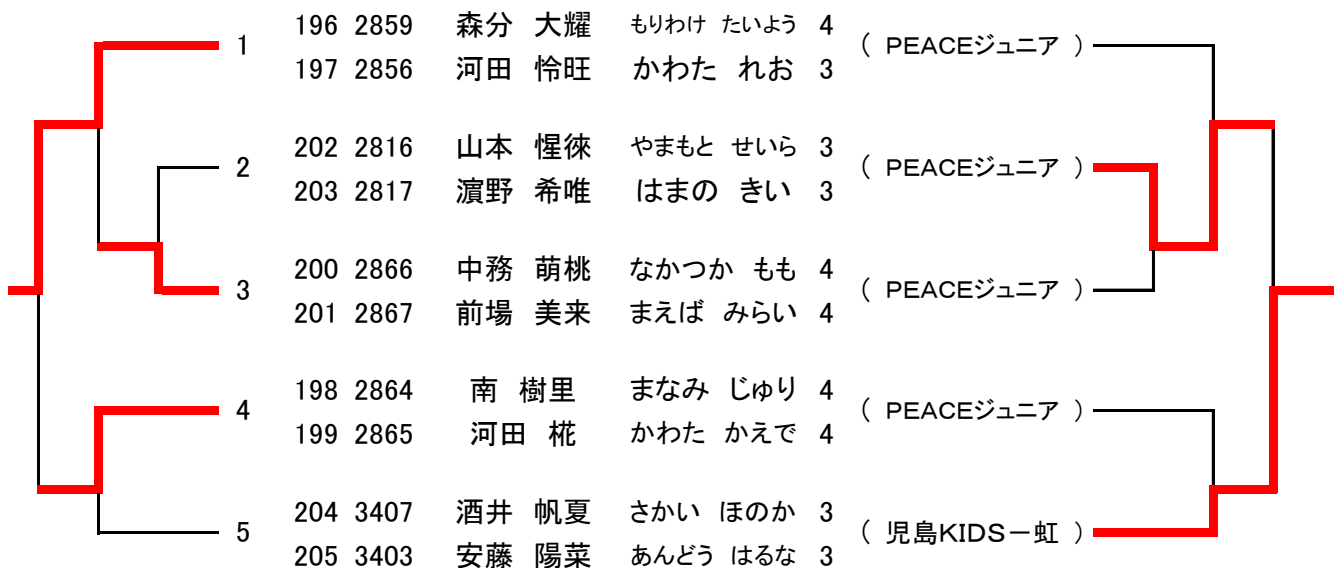 196 2859 森分 大耀 もりわけ たいよう 4
1 ( PEACEジュニア )
197 2856 河田 怜旺 かわた れお 3
202 2816 山本 惺徠 やまもと せいら 3
2 ( PEACEジュニア )
203 2817 濵野 希唯 はまの きい 3
200 2866 中務 萌桃 なかつか もも 4
3 ( PEACEジュニア )
201 2867 前場 美来 まえば みらい 4
198 2864 南 樹里 まなみ じゅり 4
4 ( PEACEジュニア )
199 2865 河田 椛 かわた かえで 4
204 3407 酒井 帆夏 さかい ほのか 3
5 ( 児島KIDS－虹 )
205 3403 安藤 陽菜 あんどう はるな 3